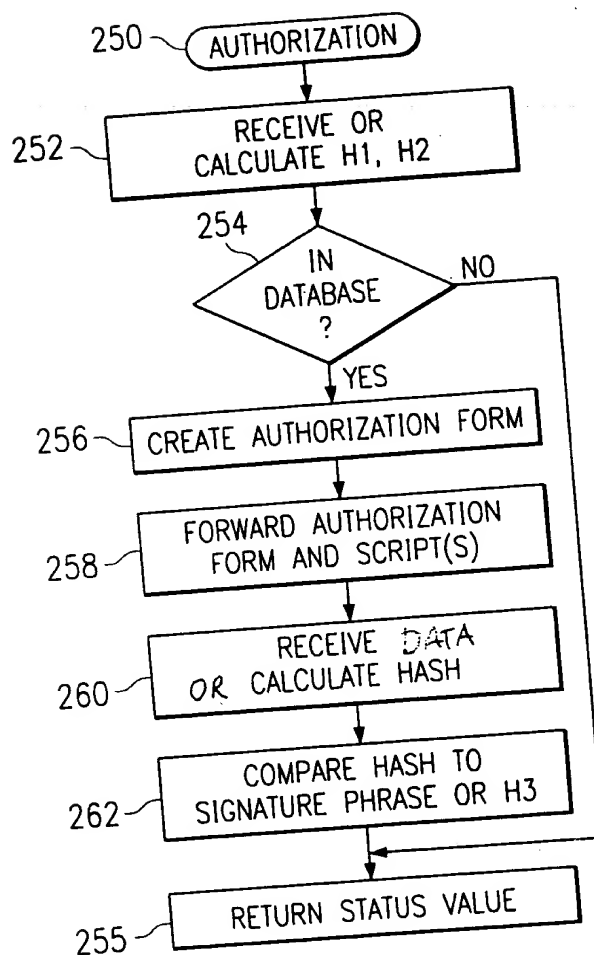 250
AUTHORIZATION
252
RECEIVE OR
CALCULATE H1, H2
254
IN
DATABASE
?
NO
YES
256
CREATE AUTHORIZATION FORM
258
FORWARD AUTHORIZATION
FORM AND SCRIPT(S)
260
RECEIVE DATA
OR CALCULATE HASH
262
COMPARE HASH TO
SIGNATURE PHRASE OR H3
255
RETURN STATUS VALUE